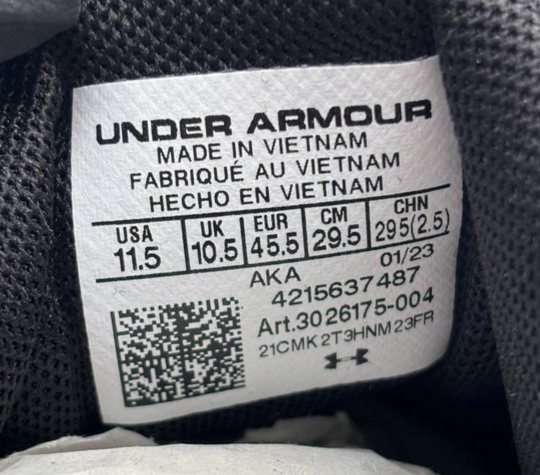 UNDER ARMOUR
MADE IN VIETNAM
FABRIQUÉ AU VIETNAM
HECHO EN VIETNAM
USA UK EUR CM CHN
11.5 10.5 45.5 29.5 295(2.5)
AKA 01/23
4215637487
Art.3026175-004
21CMK2T3HNM23FR